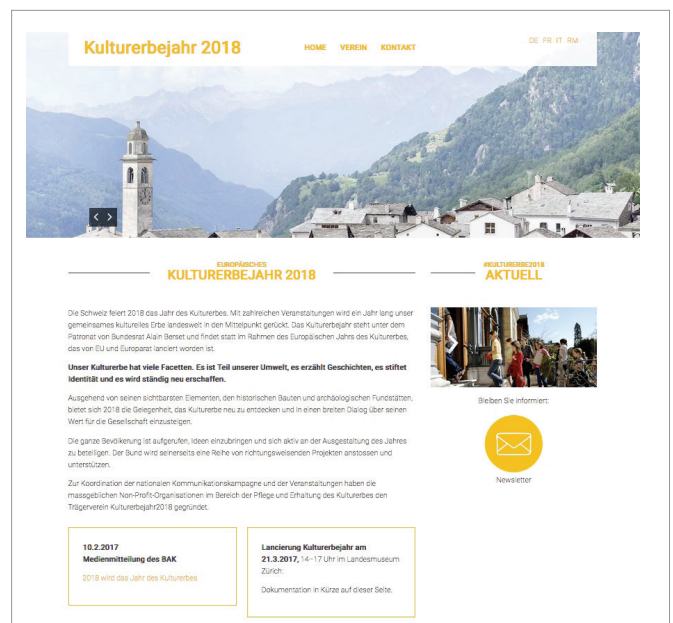 Kulturerbejahr 2018
HOME VEREIN KONTAKT
DE FR IT RM
EUROPÄISCHES
KULTURERBEJAHR 2018
Die Schweiz feiert 2018 das Jahr des Kulturerbes. Mit zahlreichen Veranstaltungen wird ein Jahr lang unser
gemeinsames kulturelles Erbe landesweit in den Mittelpunkt gerückt. Das Kulturerbejahr steht unter dem
Patronat von Bundesrat Alain Berset und findet statt im Rahmen des Europäischen Jahrs des Kulturerbes,
das von EU und Europarat lanciert worden ist.
Unser Kulturerbe hat viele Facetten. Es ist Teil unserer Umwelt, es erzählt Geschichten, es stiftet
Identität und es wird ständig neu erschaffen.
Ausgehend von seinen sichtbarsten Elementen, den historischen Bauten und archäologischen Fundstätten,
bietet sich 2018 die Gelegenheit, das Kulturerbe neu zu entdecken und in einen breiten Dialog über seinen
Wert für die Gesellschaft einzusteigen.
Die ganze Bevölkerung ist aufgerufen, Ideen einzubringen und sich aktiv an der Ausgestaltung des Jahres
zu beteiligen. Der Bund wird seinerseits eine Reihe von richtungsweisenden Projekten anstossen und
unterstützen.
Zur Koordination der nationalen Kommunikationskampagne und der Veranstaltungen haben die
massgeblichen Non-Profit-Organisationen im Bereich der Pflege und Erhaltung des Kulturerbes den
Trägerverein Kulturerbejahr2018 gegründet.
10.2.2017
Medienmitteilung des BAK
2018 wird das Jahr des Kulturerbes
Lancierung Kulturerbejahr am
21.3.2017, 14–17 Uhr im Landesmuseum
Zürich:
Dokumentation in Kürze auf dieser Seite.
#KULTURERBE2018
AKTUELL
Bleiben Sie informiert:
Newsletter